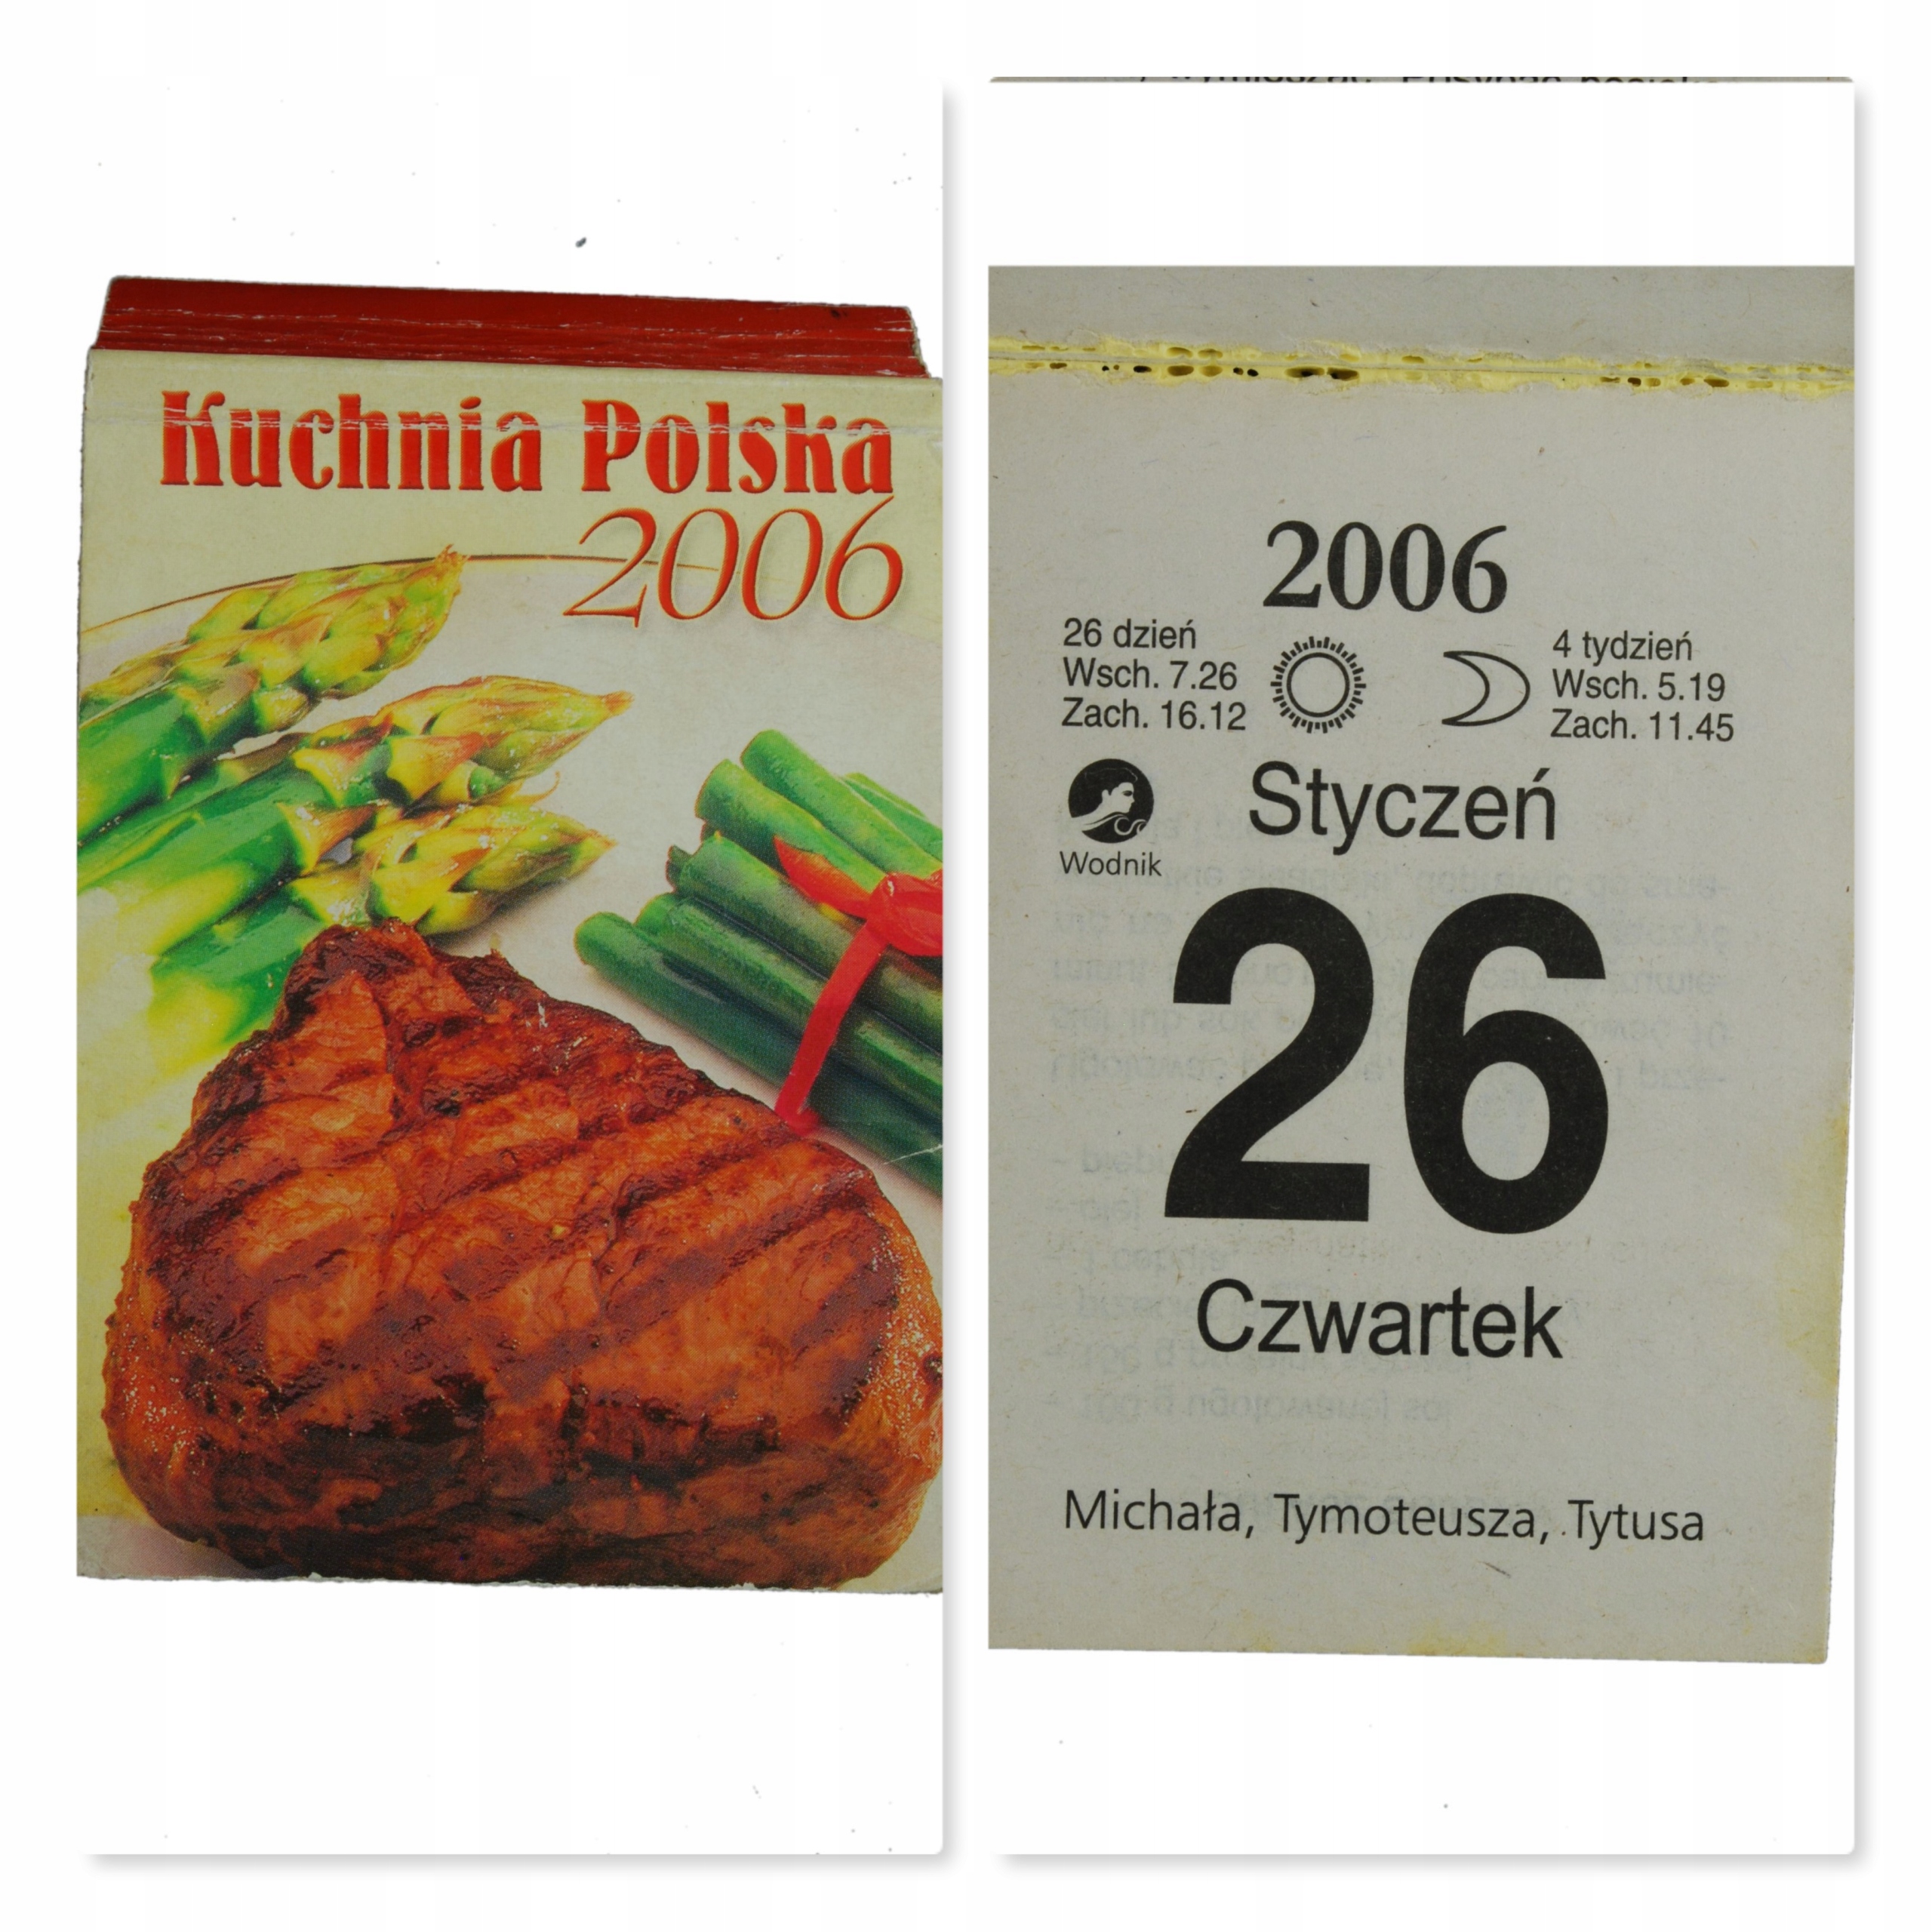 Kuchnia Polska
2006
2006
26 dzień
Wsch. 7.26
Zach. 16.12
4 tydzień
Wsch. 5.19
Zach. 11.45
Wodnik
Styczeń
26
Czwartek
Michała, Tymoteusza, Tytusa